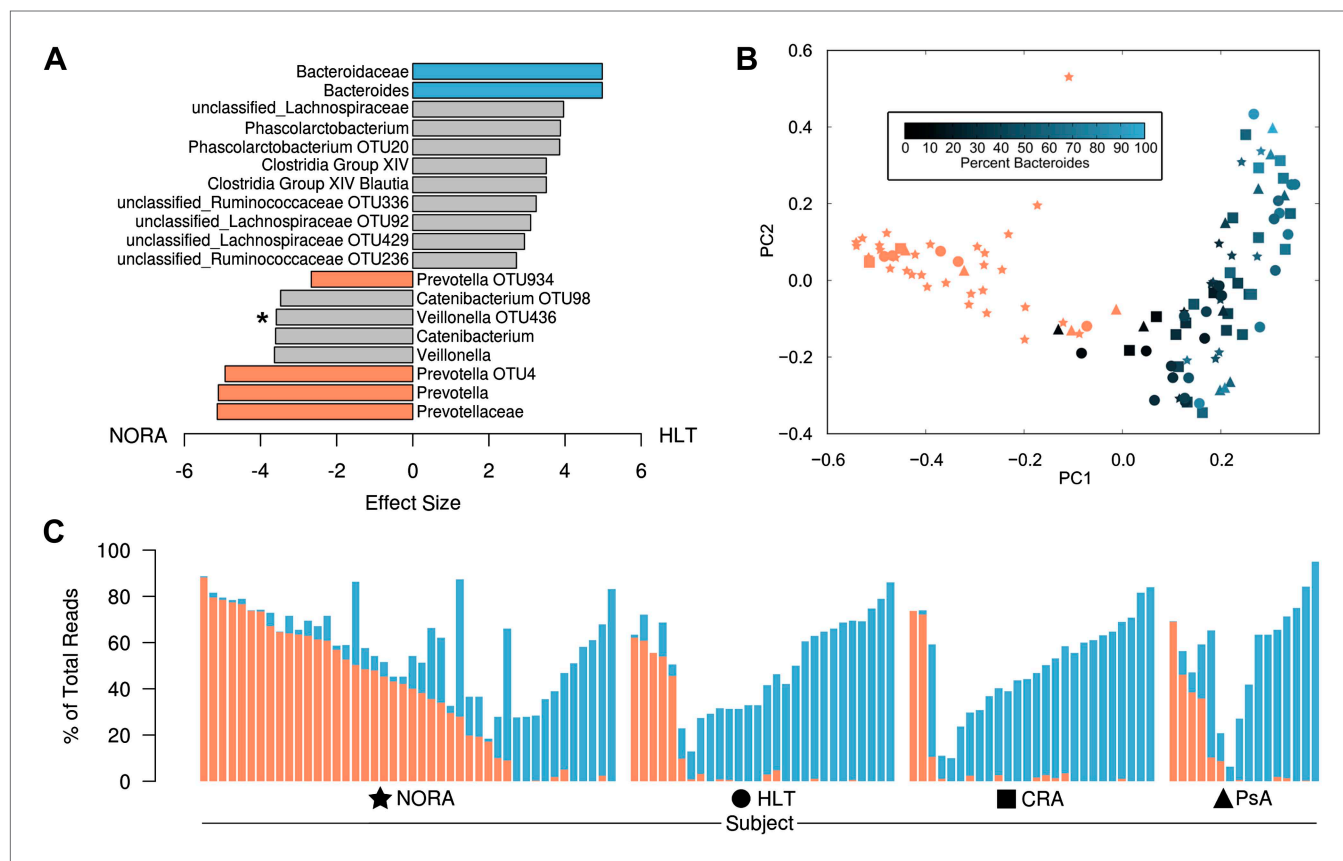 A
Bacteroidaceae
Bacteroides
unclassified_Lachnospiraceae
Phascolarctobacterium
Phascolarctobacterium OTU20
Clostridia Group XIV
Clostridia Group XIV Blautia
unclassified_Ruminococcaceae OTU336
unclassified_Lachnospiraceae OTU92
unclassified_Lachnospiraceae OTU429
unclassified_Ruminococcaceae OTU236
Prevotella OTU934
Catenibacterium OTU98
* Veillonella OTU436
Catenibacterium
Veillonella
Prevotella OTU4
Prevotella
Prevotellaceae
NORA HLT
-6 -4 -2 0 2 4 6
Effect Size
B
0.6
0.4
0.2
0.0
−0.2
−0.4
PC2
0 10 20 30 40 50 60 70 80 90 100
Percent Bacteroides
−0.6 −0.4 −0.2 0.0 0.2
PC1
C
100
80
60
40
20
0
% of Total Reads
NORA HLT CRA PsA
Subject